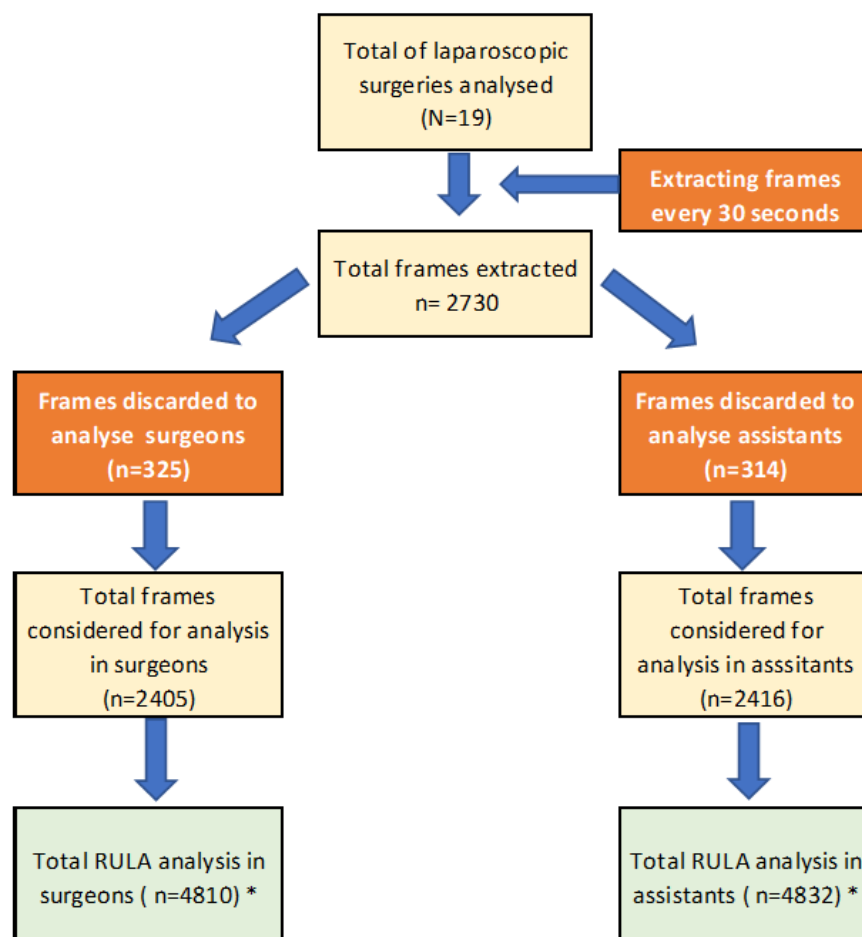 Total of laparoscopic
surgeries analysed
(N=19)
Extracting frames
every 30 seconds
Total frames extracted
n= 2730
Frames discarded to
analyse  surgeons
(n=325)
Frames discarded to
analyse assistants
(n=314)
Total frames
considered for analysis
in surgeons
(n=2405)
Total frames
considered for
analysis in asssitants
(n=2416)
Total RULA analysis in
surgeons ( n=4810) *
Total RULA analysis in
assistants ( n=4832) *